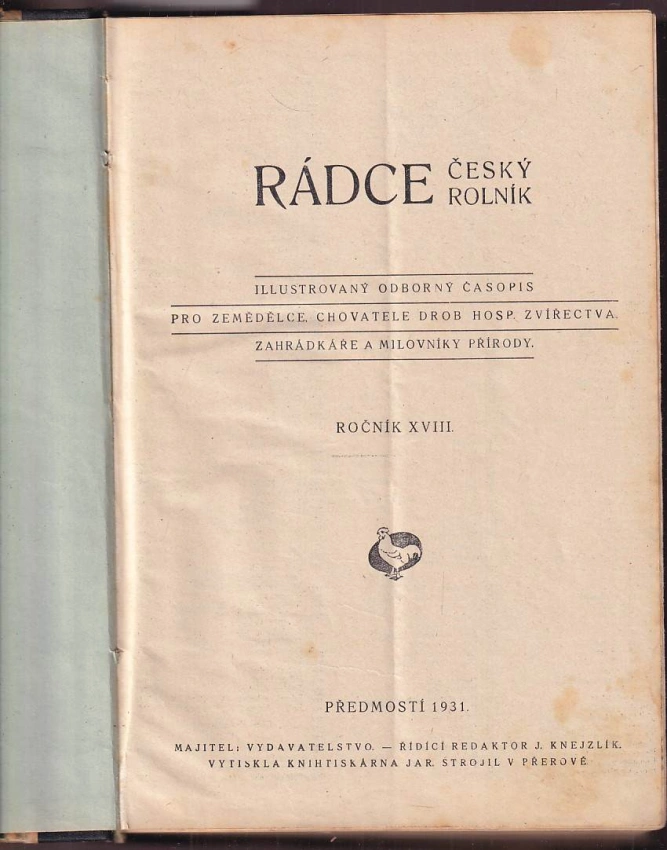 RÁDCE ČESKÝ
ROLNÍK
ILLUSTROVANÝ ODBORNÝ ČASOPIS
PRO ZEMĚDĚLCE, CHOVATELE DROB HOSP. ZVÍŘECTVA,
ZAHRÁDKÁŘE A MILOVNÍKY PŘÍRODY.
ROČNÍK XVIII.
PŘEDMOSTÍ 1931.
MAJITEL: VYDAVATELSTVO. — ŘÍDÍCÍ REDAKTOR J. KNEJZLÍK.
VYTISKLA KNIHTISKÁRNA JAR. STROJIL V PŘEROVĚ